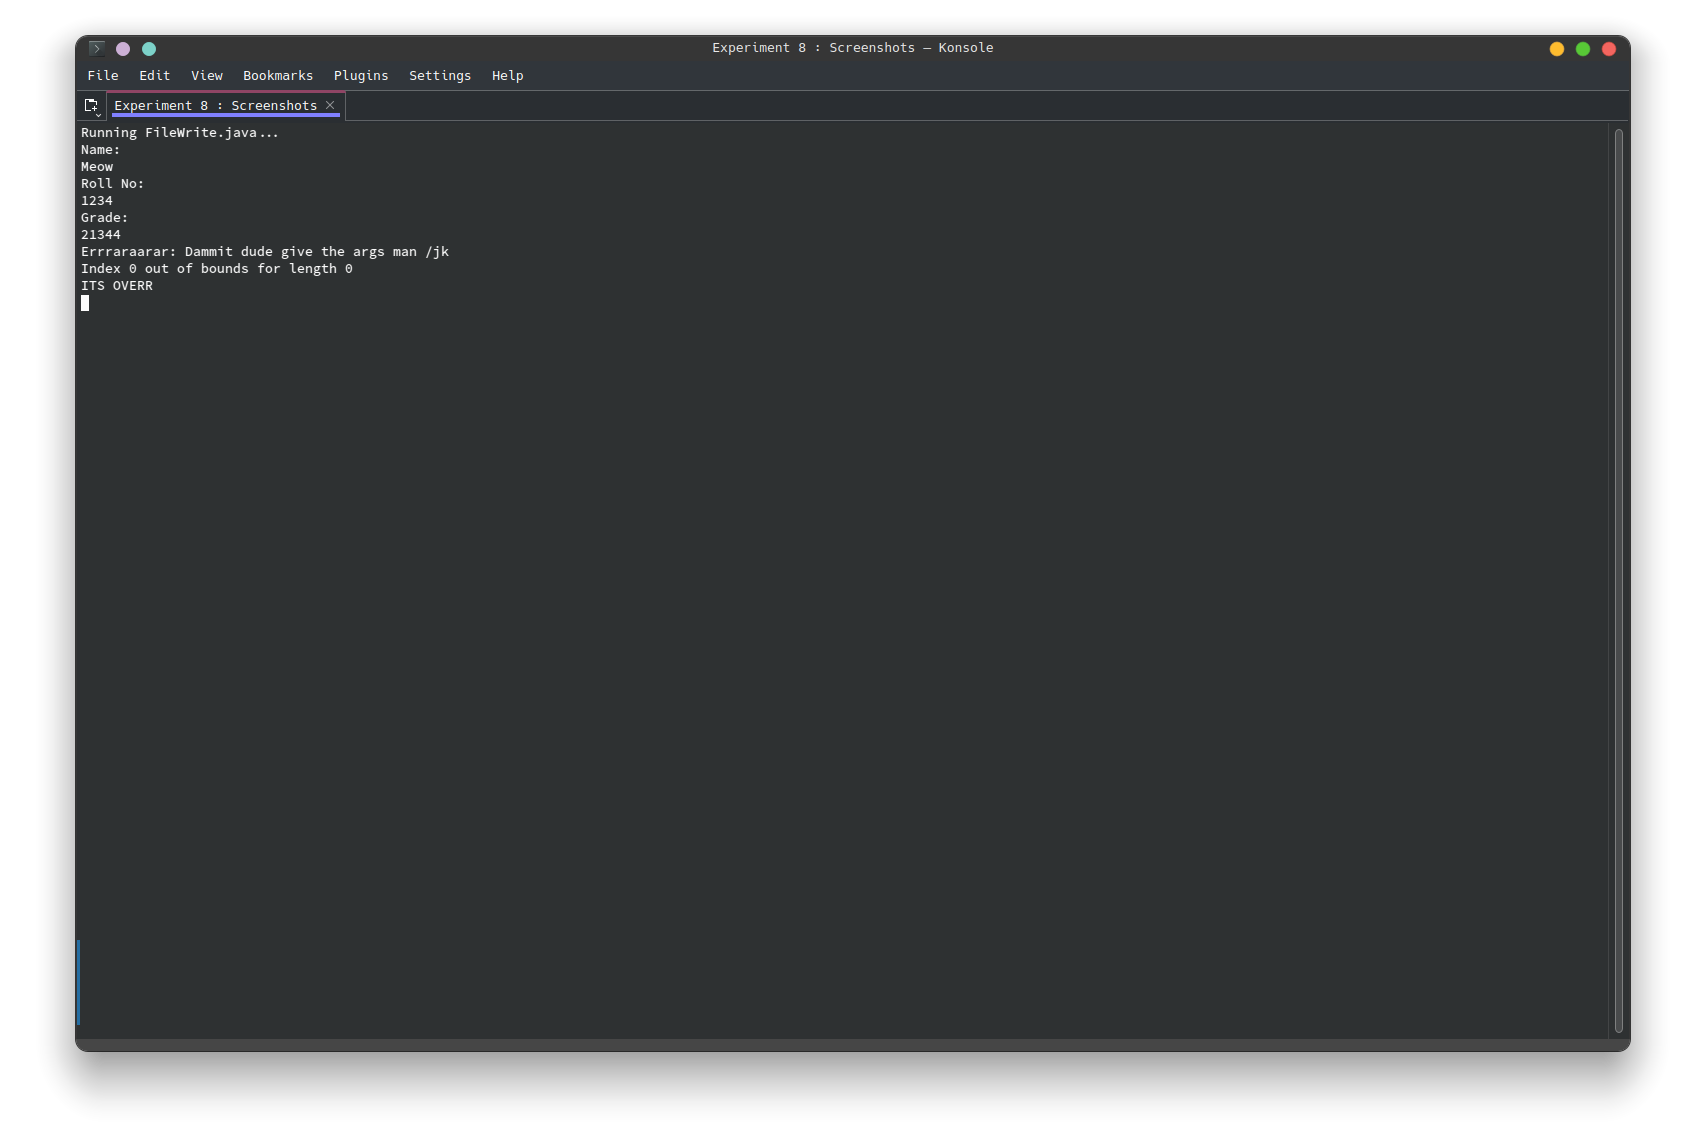 Experiment 8 : Screenshots — Konsole
File Edit View Bookmarks Plugins Settings Help
Experiment 8 : Screenshots
Running FileWrite.java...
Name:
Meow
Roll No:
1234
Grade:
21344
Errraraarar: Dammit dude give the args man /jk
Index 0 out of bounds for length 0
ITS OVERR